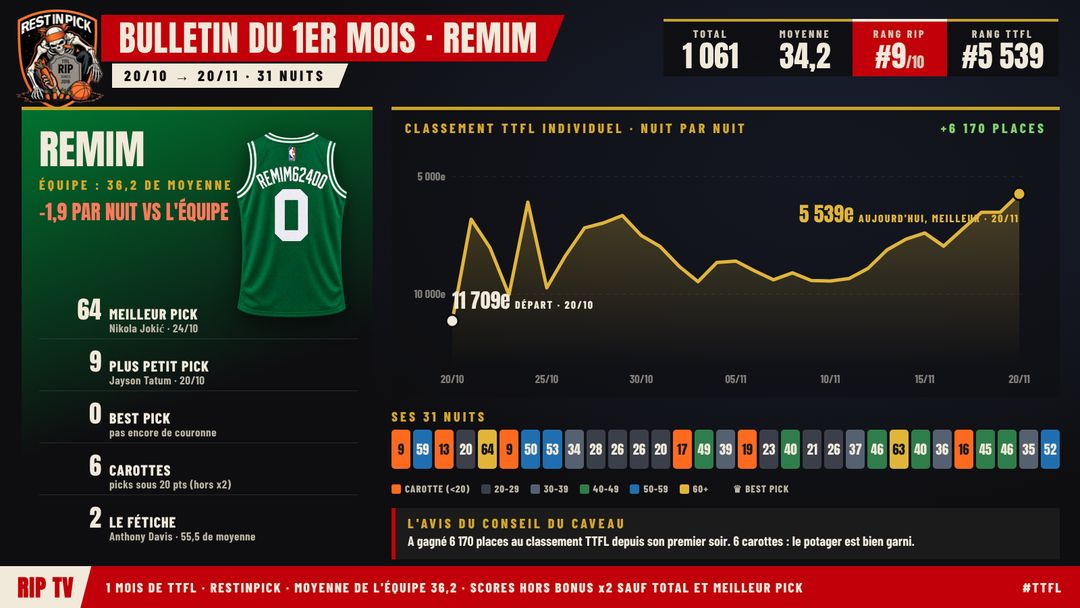 RESTINPICK
TTFL
RIP
BULLETIN DU 1ER MOIS · REMIM
20/10 → 20/11 · 31 NUITS
TOTAL
1 061
MOYENNE
34,2
RANG RIP
#9/10
RANG TTFL
#5 539
REMIM
ÉQUIPE : 36,2 DE MOYENNE
-1,9 PAR NUIT VS L'ÉQUIPE
REMIM62400
0
64 MEILLEUR PICK
Nikola Jokić · 24/10
9 PLUS PETIT PICK
Jayson Tatum · 20/10
0 BEST PICK
pas encore de couronne
6 CAROTTES
picks sous 20 pts (hors x2)
2 LE FÉTICHE
Anthony Davis · 55,5 de moyenne
CLASSEMENT TTFL INDIVIDUEL · NUIT PAR NUIT
+6 170 PLACES
5 000e
5 539e AUJOURD'HUI, MEILLEUR · 20/11
10 000e
11 709e DÉPART · 20/10
20/10 25/10 30/10 05/11 10/11 15/11 20/11
SES 31 NUITS
9 59 13 20 64 9 50 53 34 28 26 26 20 17 49 39 19 23 40 21 26 37 46 63 40 36 16 45 46 35 52
CAROTTE (<20) 20-29 30-39 40-49 50-59 60+ ♛ BEST PICK
L'AVIS DU CONSEIL DU CAVEAU
A gagné 6 170 places au classement TTFL depuis son premier soir. 6 carottes : le potager est bien garni.
RIP TV
1 MOIS DE TTFL · RESTINPICK · MOYENNE DE L'ÉQUIPE 36,2 · SCORES HORS BONUS x2 SAUF TOTAL ET MEILLEUR PICK
#TTFL